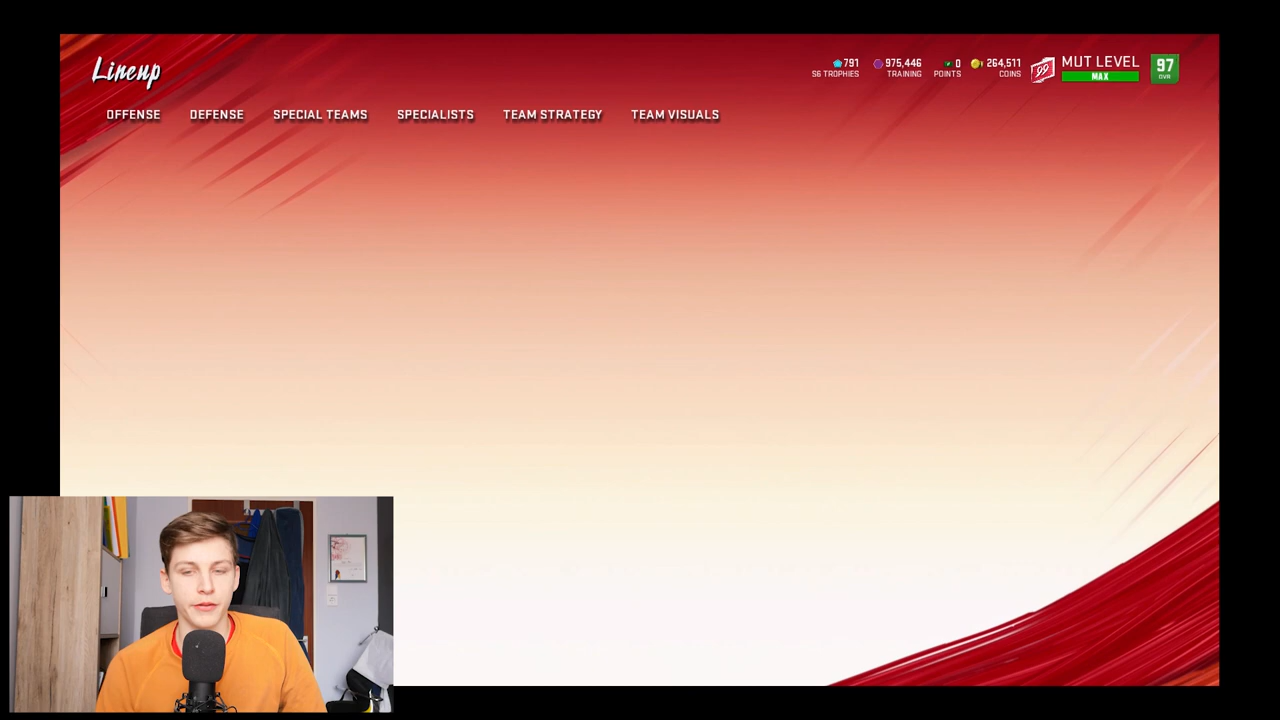 Lineup
791
S6 TROPHIES
975,446
TRAINING
0
POINTS
264,511
COINS
99
MUT LEVEL
MAX
97
OVR
OFFENSE DEFENSE SPECIAL TEAMS SPECIALISTS TEAM STRATEGY TEAM VISUALS